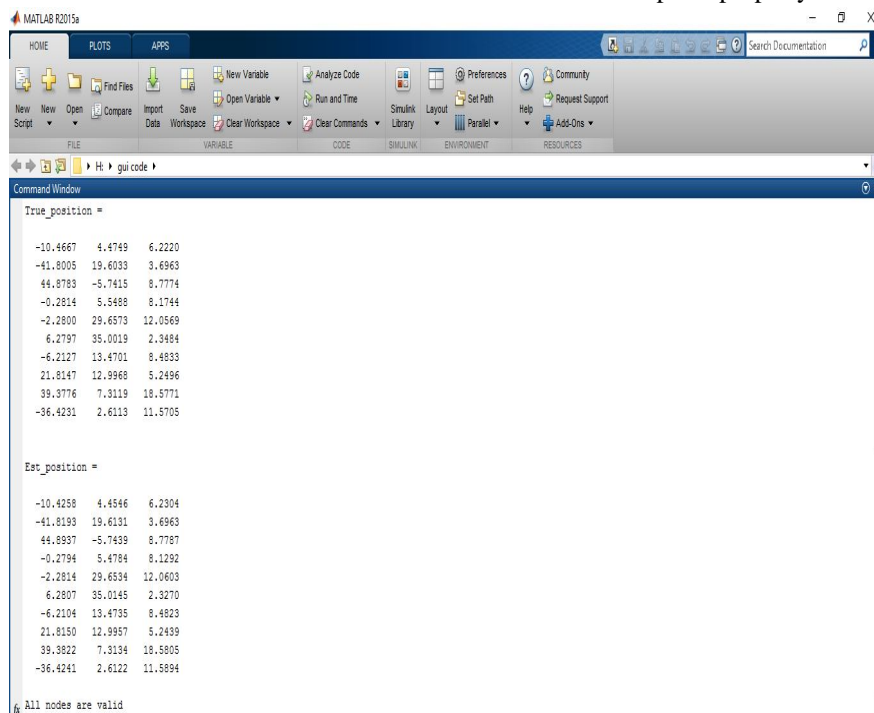 MATLAB R2015a
HOME PLOTS APPS
Search Documentation
New Script
New
Open
Find Files
Compare
Import Data
Save Workspace
New Variable
Open Variable
Clear Workspace
Analyze Code
Run and Time
Clear Commands
Simulink Library
Layout
Preferences
Set Path
Parallel
Help
Community
Request Support
Add-Ons
FILE VARIABLE CODE SIMULINK ENVIRONMENT RESOURCES
H: gui code
Command Window
True_position =
-10.4667 4.4749 6.2220
-41.8005 19.6033 3.6963
44.8783 -5.7415 8.7774
-0.2814 5.5488 8.1744
-2.2800 29.6573 12.0569
6.2797 35.0019 2.3484
-6.2127 13.4701 8.4833
21.8147 12.9968 5.2496
39.3776 7.3119 18.5771
-36.4231 2.6113 11.5705
Est_position =
-10.4258 4.4546 6.2304
-41.8193 19.6131 3.6963
44.8937 -5.7439 8.7787
-0.2794 5.4784 8.1292
-2.2814 29.6534 12.0603
6.2807 35.0145 2.3270
-6.2104 13.4735 8.4823
21.8150 12.9957 5.2439
39.3822 7.3134 18.5805
-36.4241 2.6122 11.5894
fx All nodes are valid